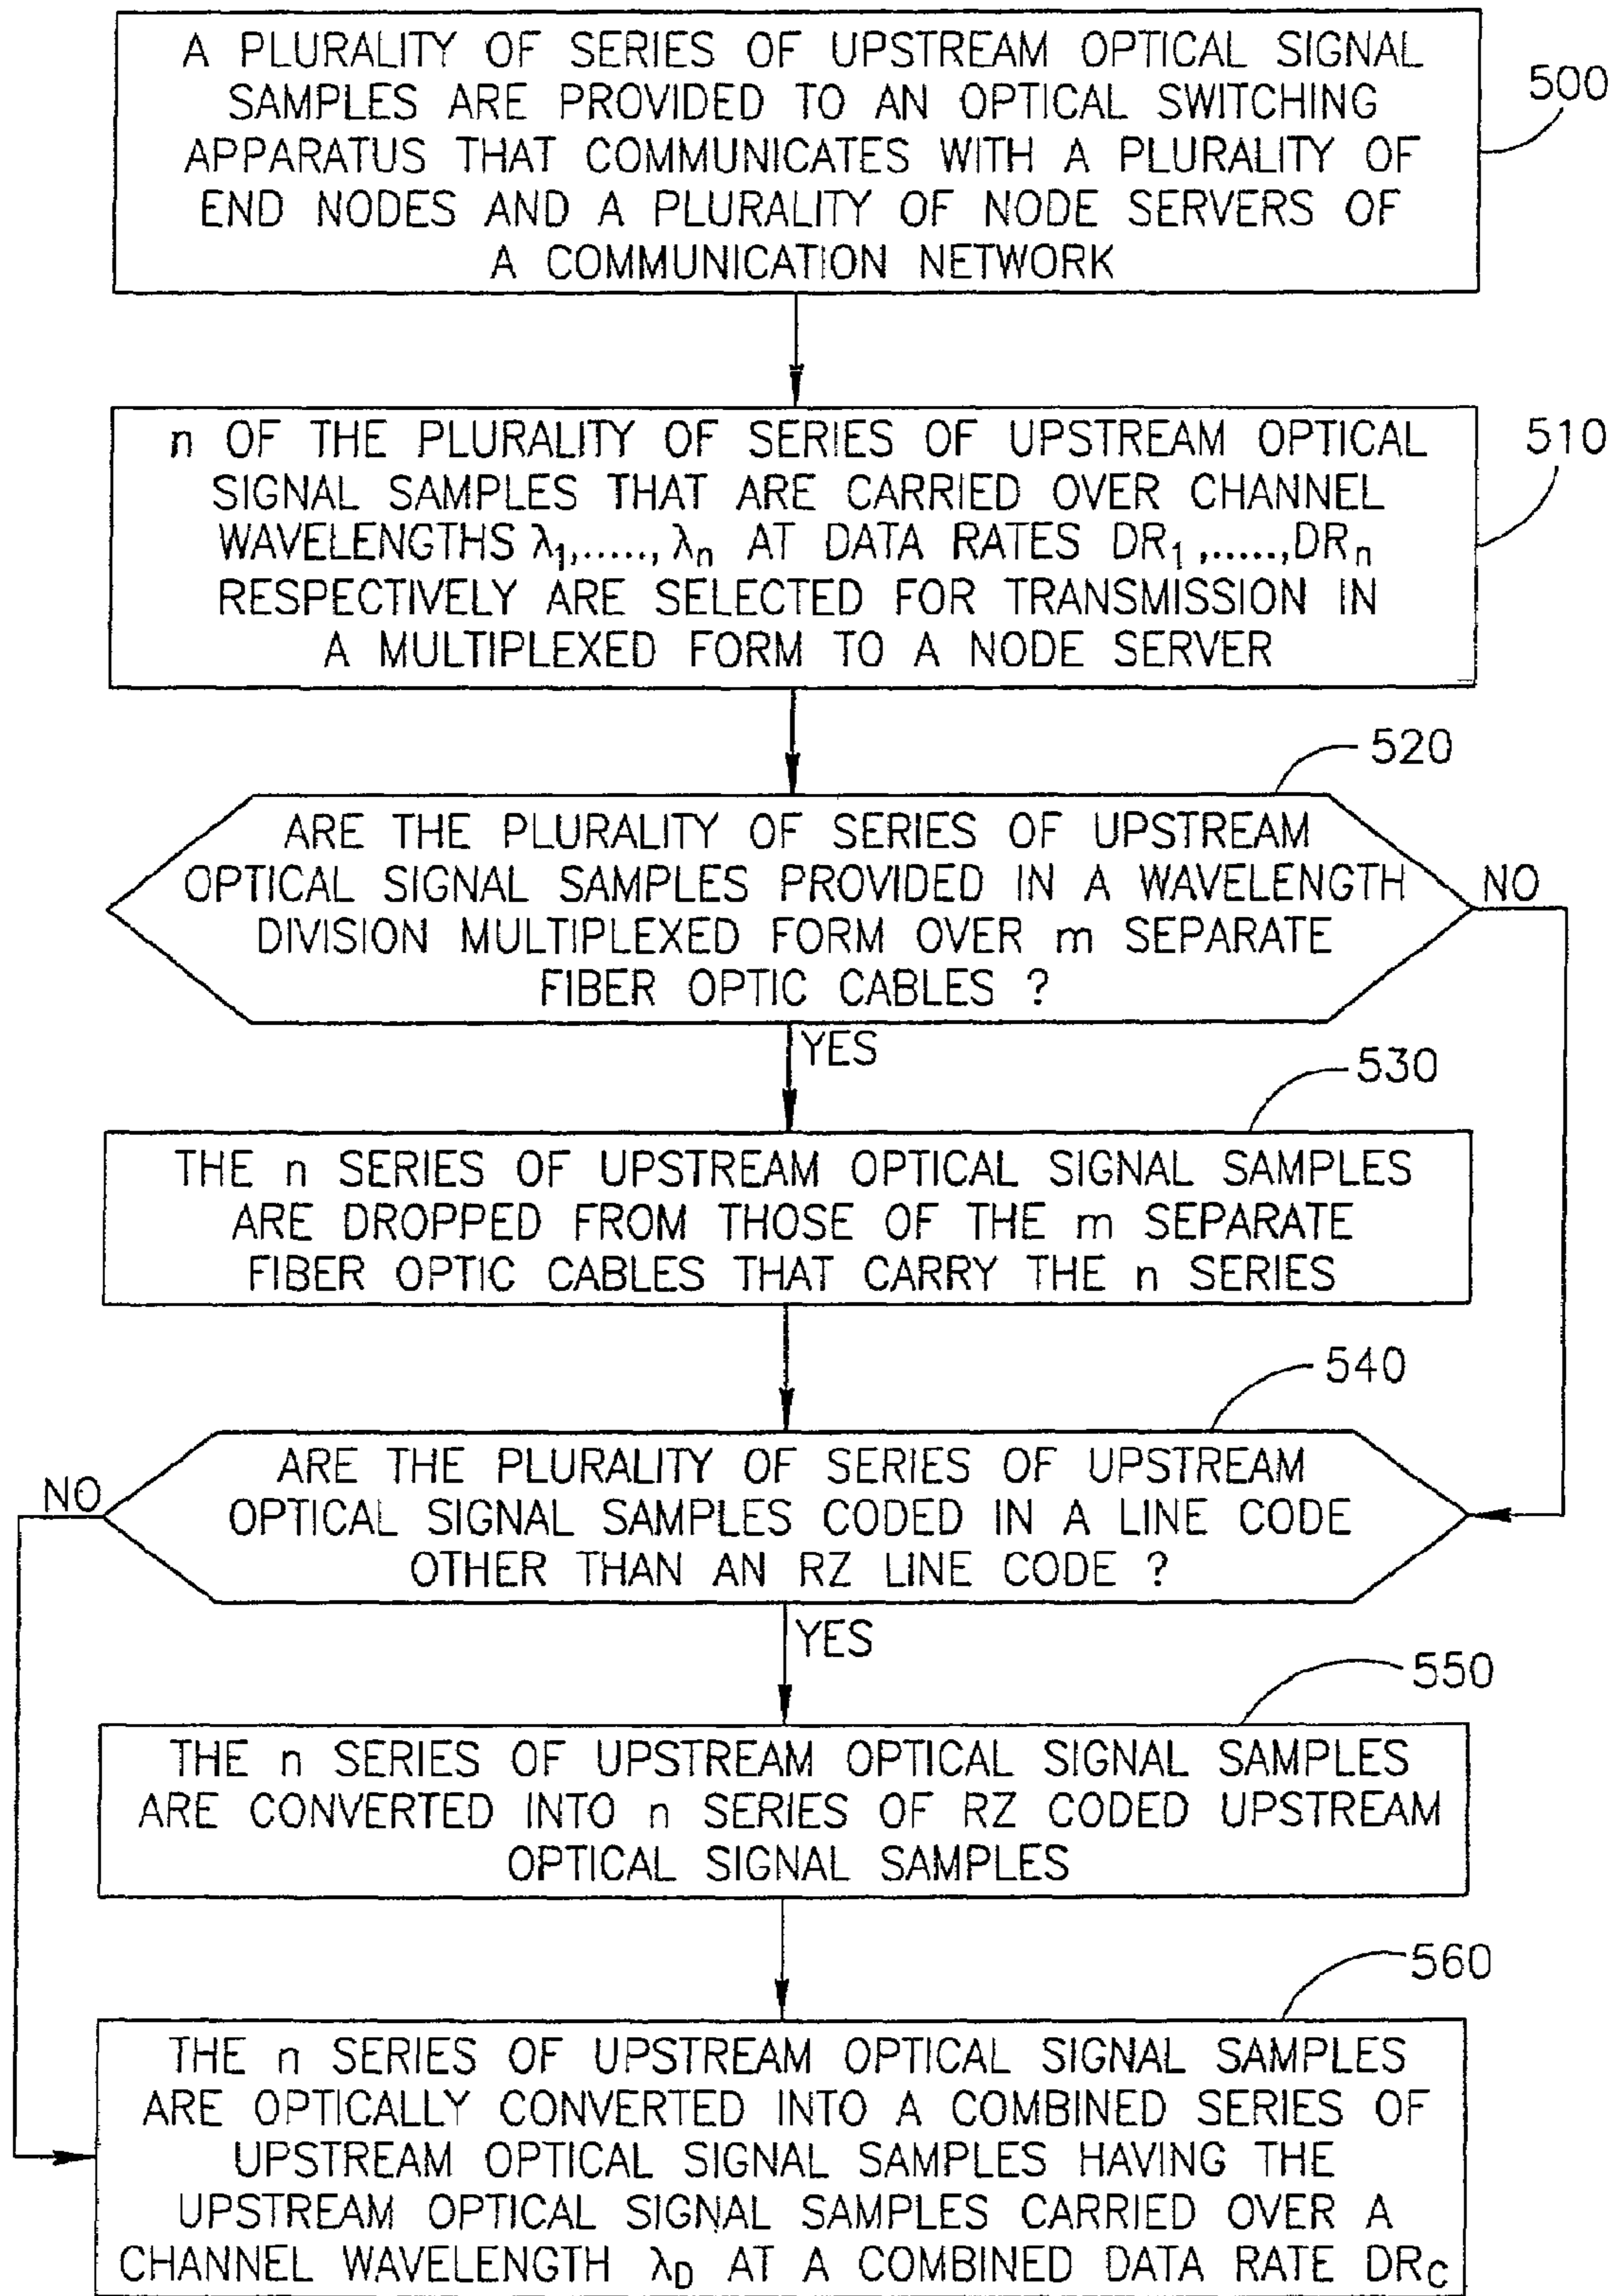 A PLURALITY OF SERIES OF UPSTREAM OPTICAL SIGNAL
SAMPLES ARE PROVIDED TO AN OPTICAL SWITCHING
APPARATUS THAT COMMUNICATES WITH A PLURALITY OF
END NODES AND A PLURALITY OF NODE SERVERS OF
A COMMUNICATION NETWORK
500
n OF THE PLURALITY OF SERIES OF UPSTREAM OPTICAL
SIGNAL SAMPLES THAT ARE CARRIED OVER CHANNEL
WAVELENGTHS λ1,.....,λn AT DATA RATES DR1,.....,DRn
RESPECTIVELY ARE SELECTED FOR TRANSMISSION IN
A MULTIPLEXED FORM TO A NODE SERVER
510
520
ARE THE PLURALITY OF SERIES OF UPSTREAM
OPTICAL SIGNAL SAMPLES PROVIDED IN A WAVELENGTH
DIVISION MULTIPLEXED FORM OVER m SEPARATE
FIBER OPTIC CABLES ?
NO
YES
530
THE n SERIES OF UPSTREAM OPTICAL SIGNAL SAMPLES
ARE DROPPED FROM THOSE OF THE m SEPARATE
FIBER OPTIC CABLES THAT CARRY THE n SERIES
540
ARE THE PLURALITY OF SERIES OF UPSTREAM
OPTICAL SIGNAL SAMPLES CODED IN A LINE CODE
OTHER THAN AN RZ LINE CODE ?
NO
YES
550
THE n SERIES OF UPSTREAM OPTICAL SIGNAL SAMPLES
ARE CONVERTED INTO n SERIES OF RZ CODED UPSTREAM
OPTICAL SIGNAL SAMPLES
560
THE n SERIES OF UPSTREAM OPTICAL SIGNAL SAMPLES
ARE OPTICALLY CONVERTED INTO A COMBINED SERIES OF
UPSTREAM OPTICAL SIGNAL SAMPLES HAVING THE
UPSTREAM OPTICAL SIGNAL SAMPLES CARRIED OVER A
CHANNEL WAVELENGTH λD AT A COMBINED DATA RATE DRC